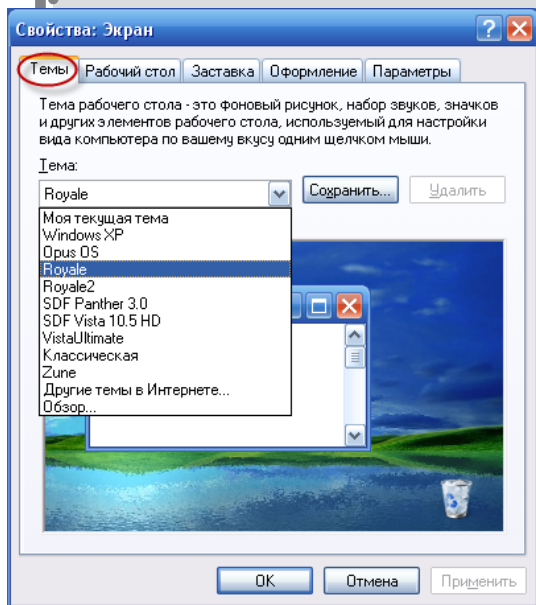 Свойства: Экран
Темы Рабочий стол Заставка Оформление Параметры
Тема рабочего стола - это фоновый рисунок, набор звуков, значков
и других элементов рабочего стола, используемый для настройки
вида компьютера по вашему вкусу одним щелчком мыши.
Тема:
Royale Сохранить... Удалить
Моя текущая тема
Windows XP
Opus OS
Royale
Royale2
SDF Panther 3.0
SDF Vista 10.5 HD
VistaUltimate
Классическая
Zune
Другие темы в Интернете...
Обзор...
OK Отмена Применить